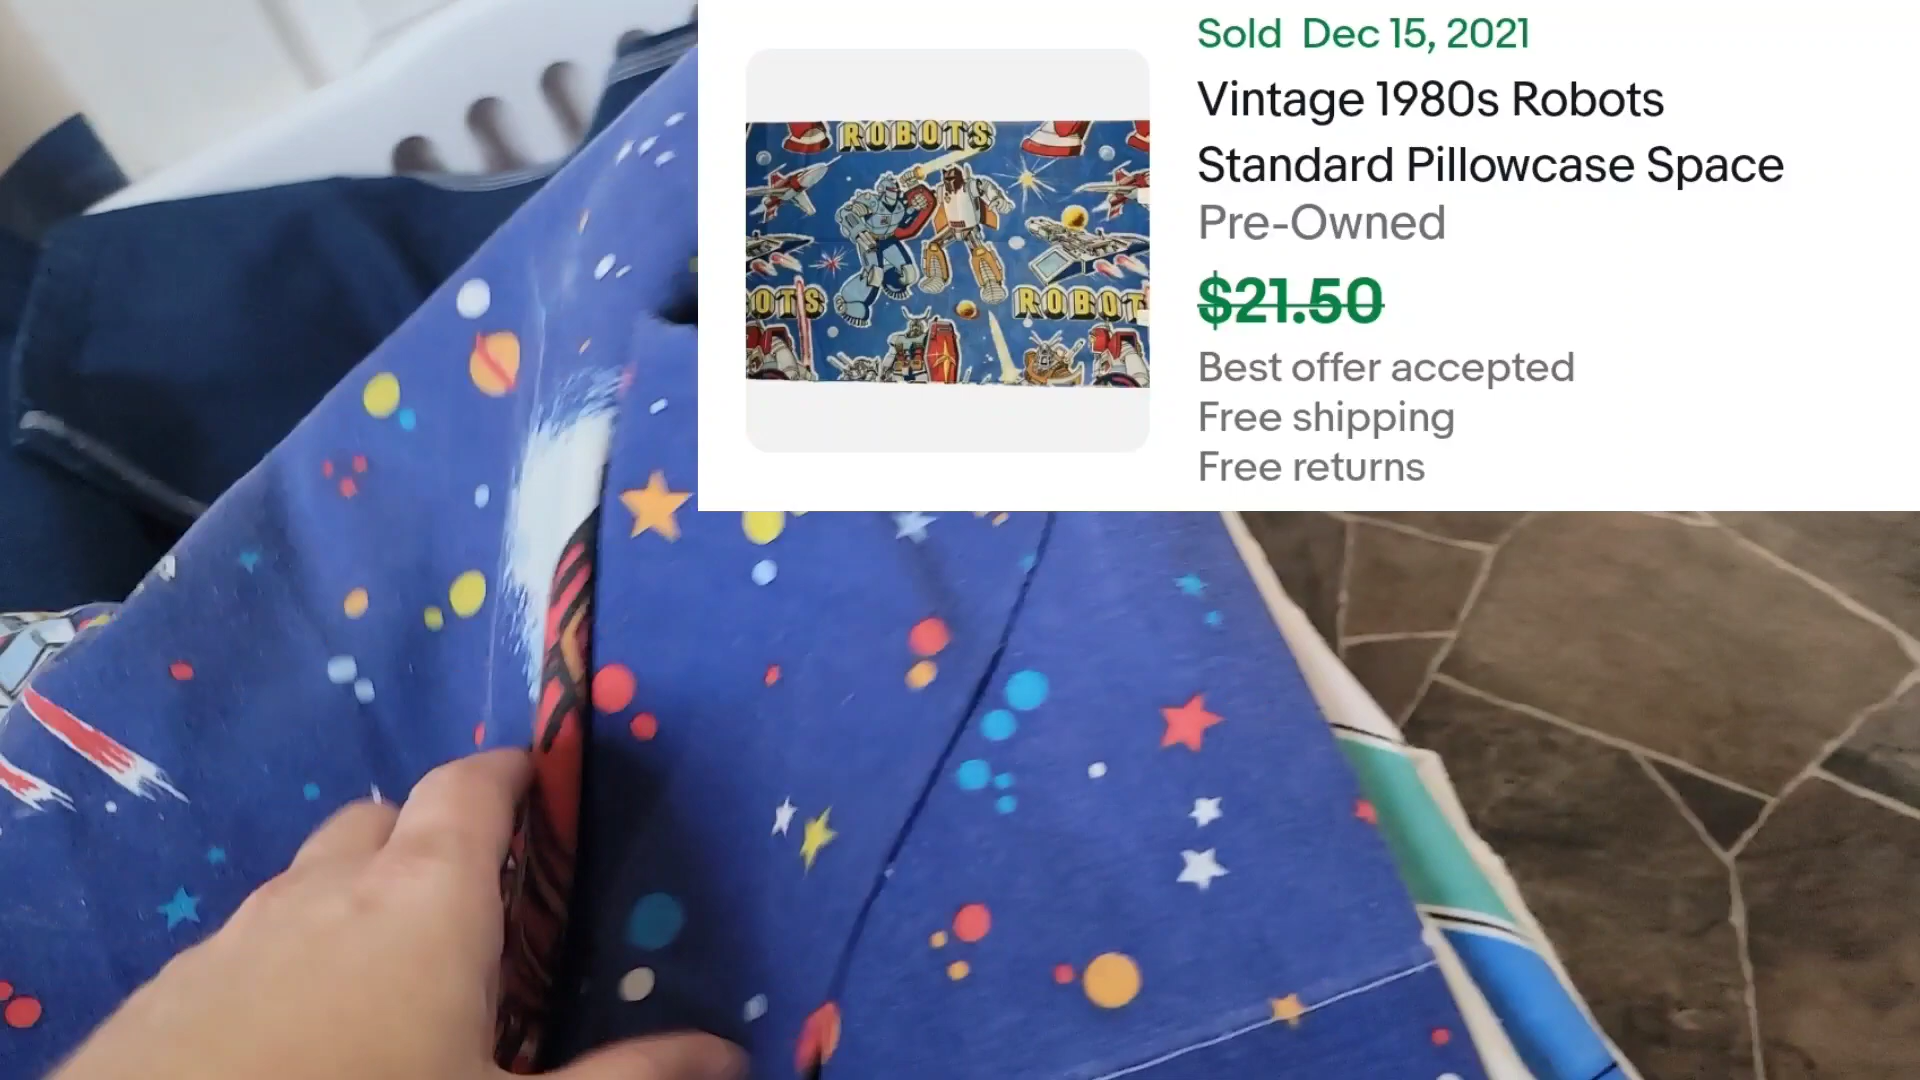 Sold Dec 15, 2021
Vintage 1980s Robots
Standard Pillowcase Space
Pre-Owned
$21.50
Best offer accepted
Free shipping
Free returns
ROBOTS
OTS
ROBOT